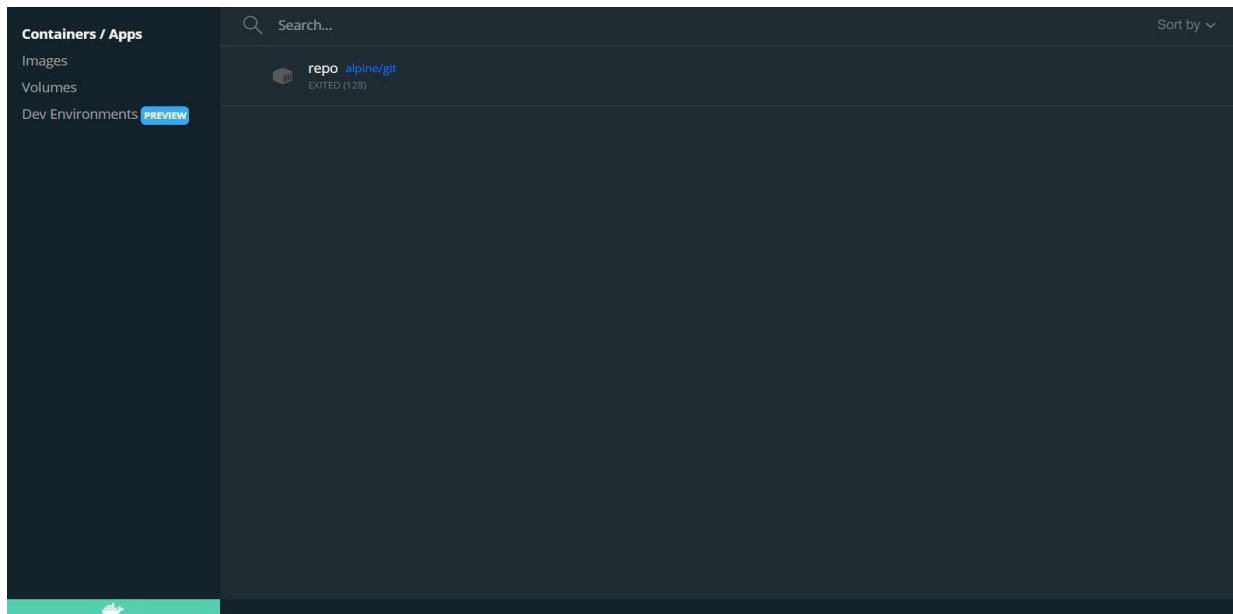 Containers / Apps
Images
Volumes
Dev Environments PREVIEW
Search...
Sort by
repo alpine/git
EXITED (128)